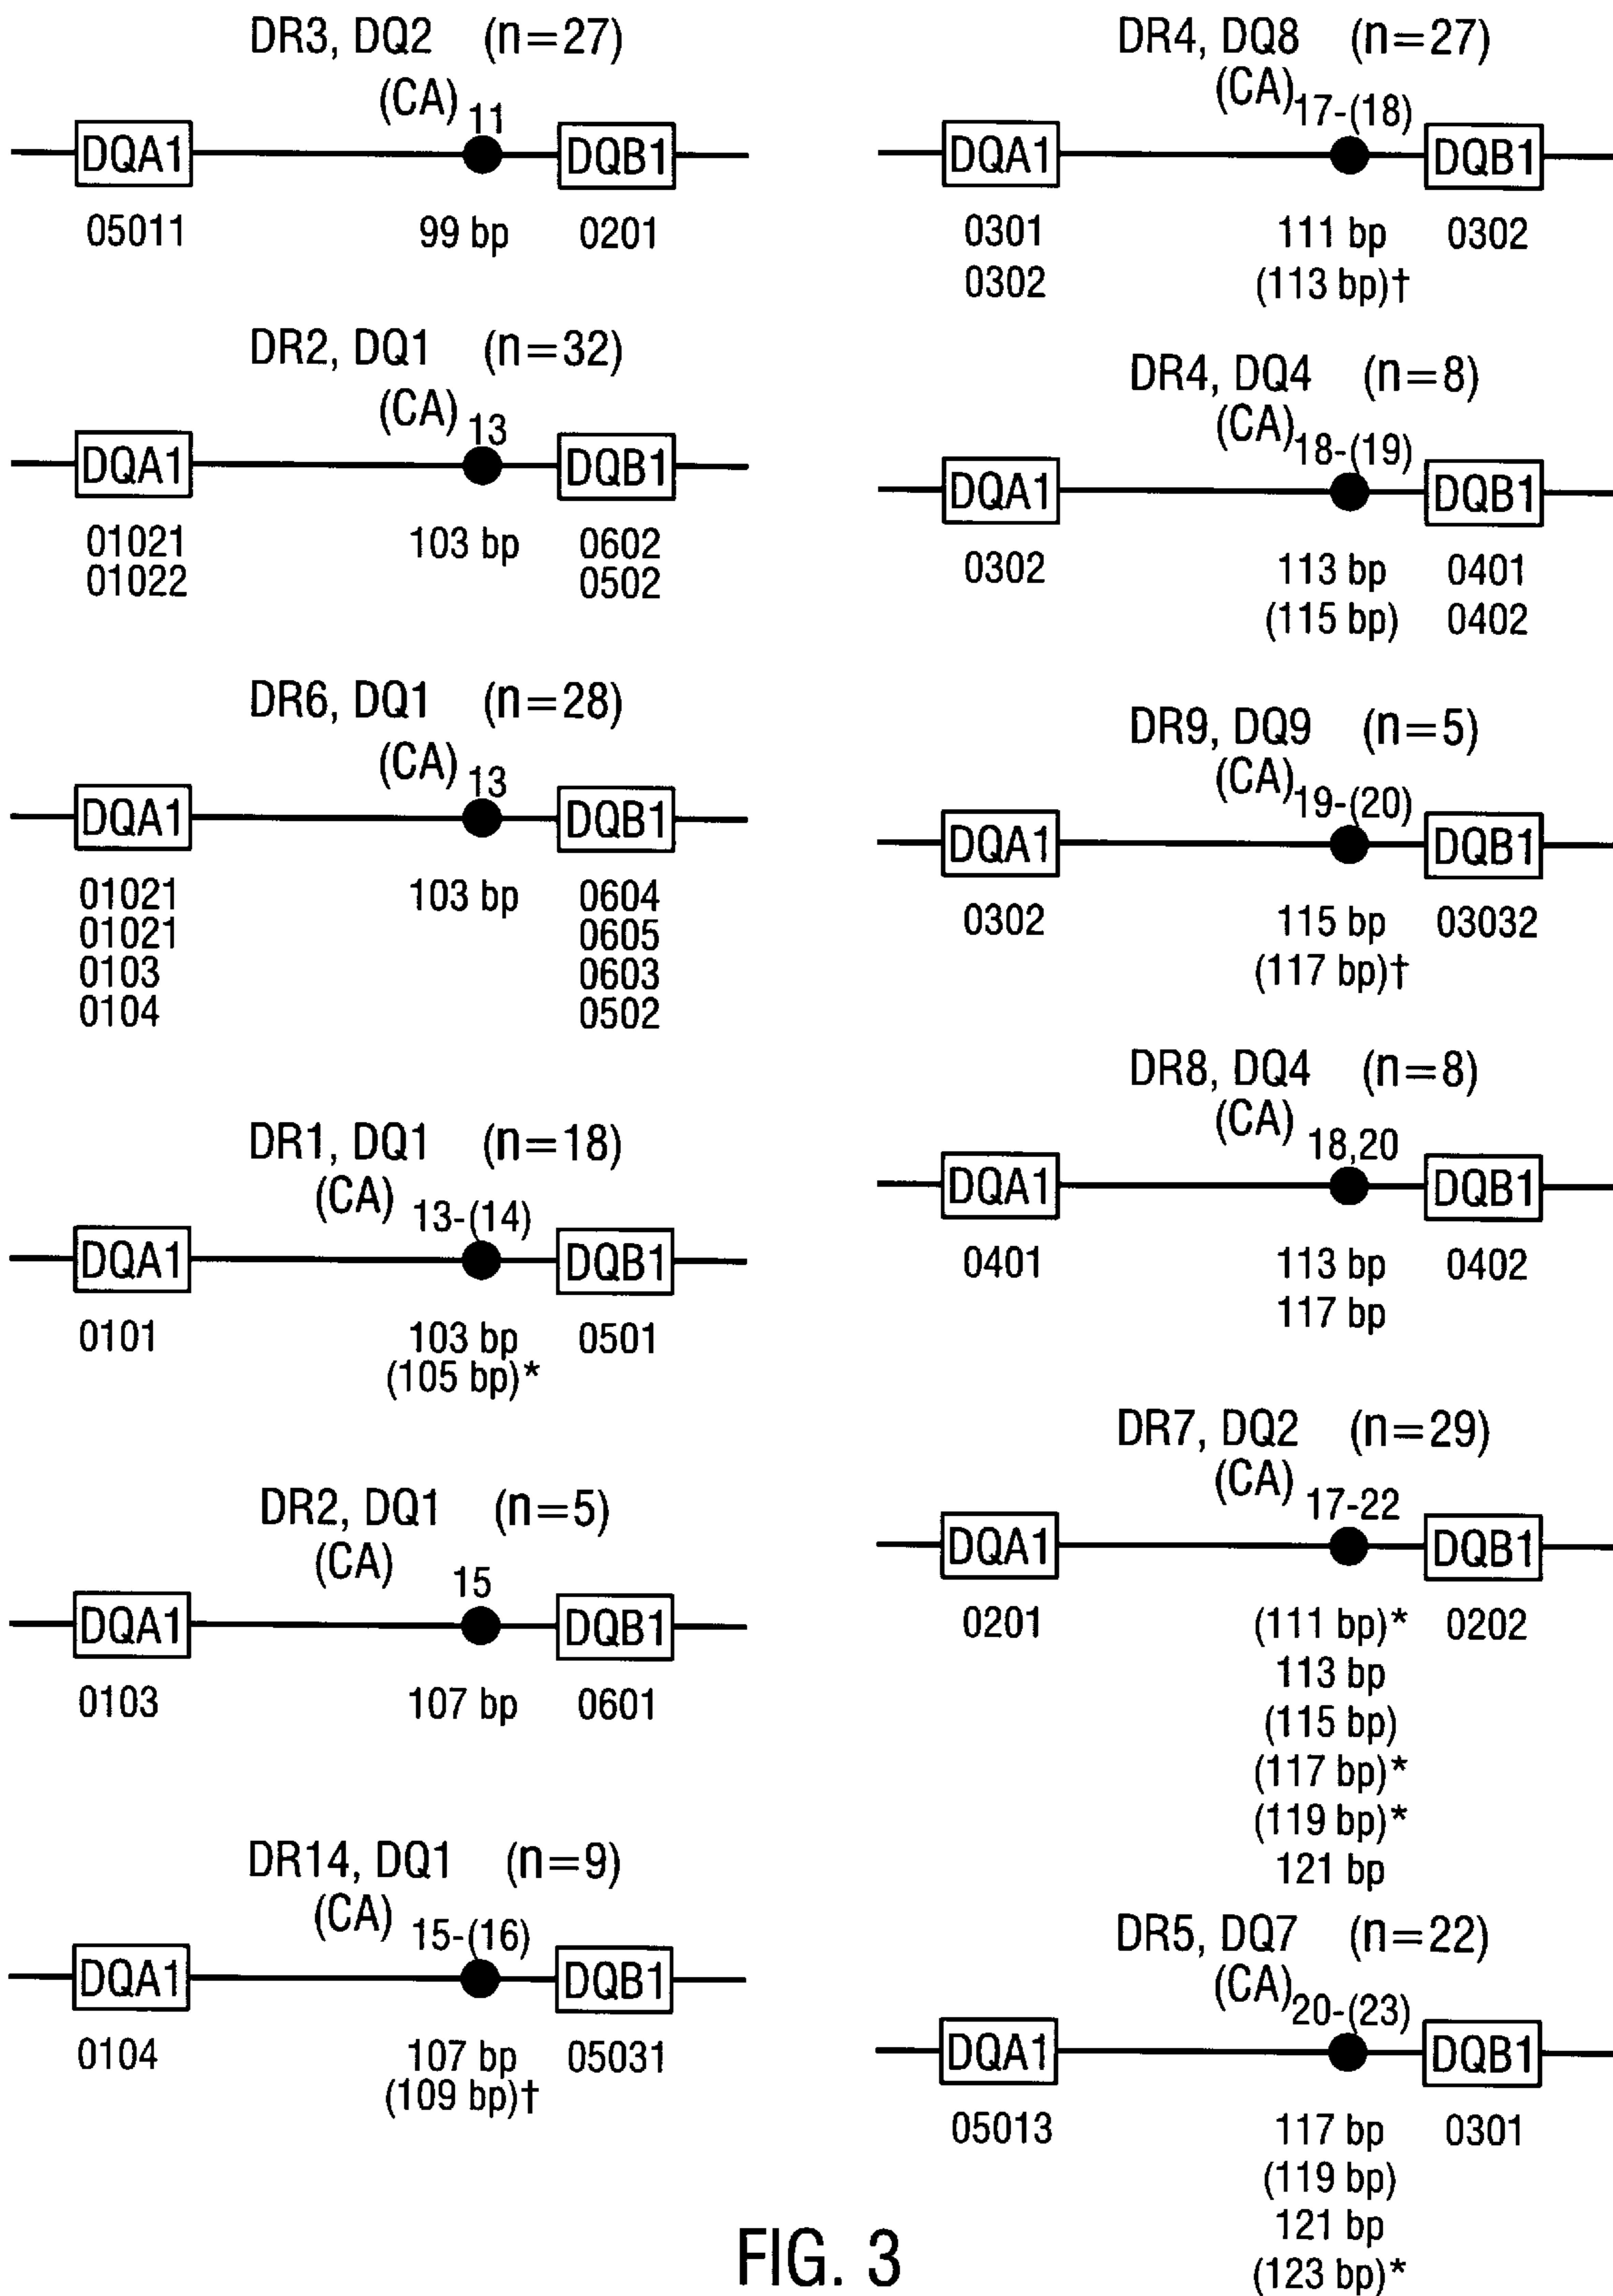 DR3, DQ2 (n=27)
(CA) 11
DQA1 DQB1
05011 99 bp 0201
DR2, DQ1 (n=32)
(CA) 13
DQA1 DQB1
01021 103 bp 0602
01022 0502
DR6, DQ1 (n=28)
(CA) 13
DQA1 DQB1
01021 103 bp 0604
01021 0605
0103 0603
0104 0502
DR1, DQ1 (n=18)
(CA) 13-(14)
DQA1 DQB1
0101 103 bp 0501
(105 bp)*
DR2, DQ1 (n=5)
(CA) 15
DQA1 DQB1
0103 107 bp 0601
DR14, DQ1 (n=9)
(CA) 15-(16)
DQA1 DQB1
0104 107 bp 05031
(109 bp)†
DR4, DQ8 (n=27)
(CA)17-(18)
DQA1 DQB1
0301 111 bp 0302
0302 (113 bp)†
DR4, DQ4 (n=8)
(CA)18-(19)
DQA1 DQB1
0302 113 bp 0401
(115 bp) 0402
DR9, DQ9 (n=5)
(CA)19-(20)
DQA1 DQB1
0302 115 bp 03032
(117 bp)†
DR8, DQ4 (n=8)
(CA) 18,20
DQA1 DQB1
0401 113 bp 0402
117 bp
DR7, DQ2 (n=29)
(CA) 17-22
DQA1 DQB1
0201 (111 bp)* 0202
113 bp
(115 bp)
(117 bp)*
(119 bp)*
121 bp
DR5, DQ7 (n=22)
(CA)20-(23)
DQA1 DQB1
05013 117 bp 0301
(119 bp)
121 bp
(123 bp)*
FIG. 3